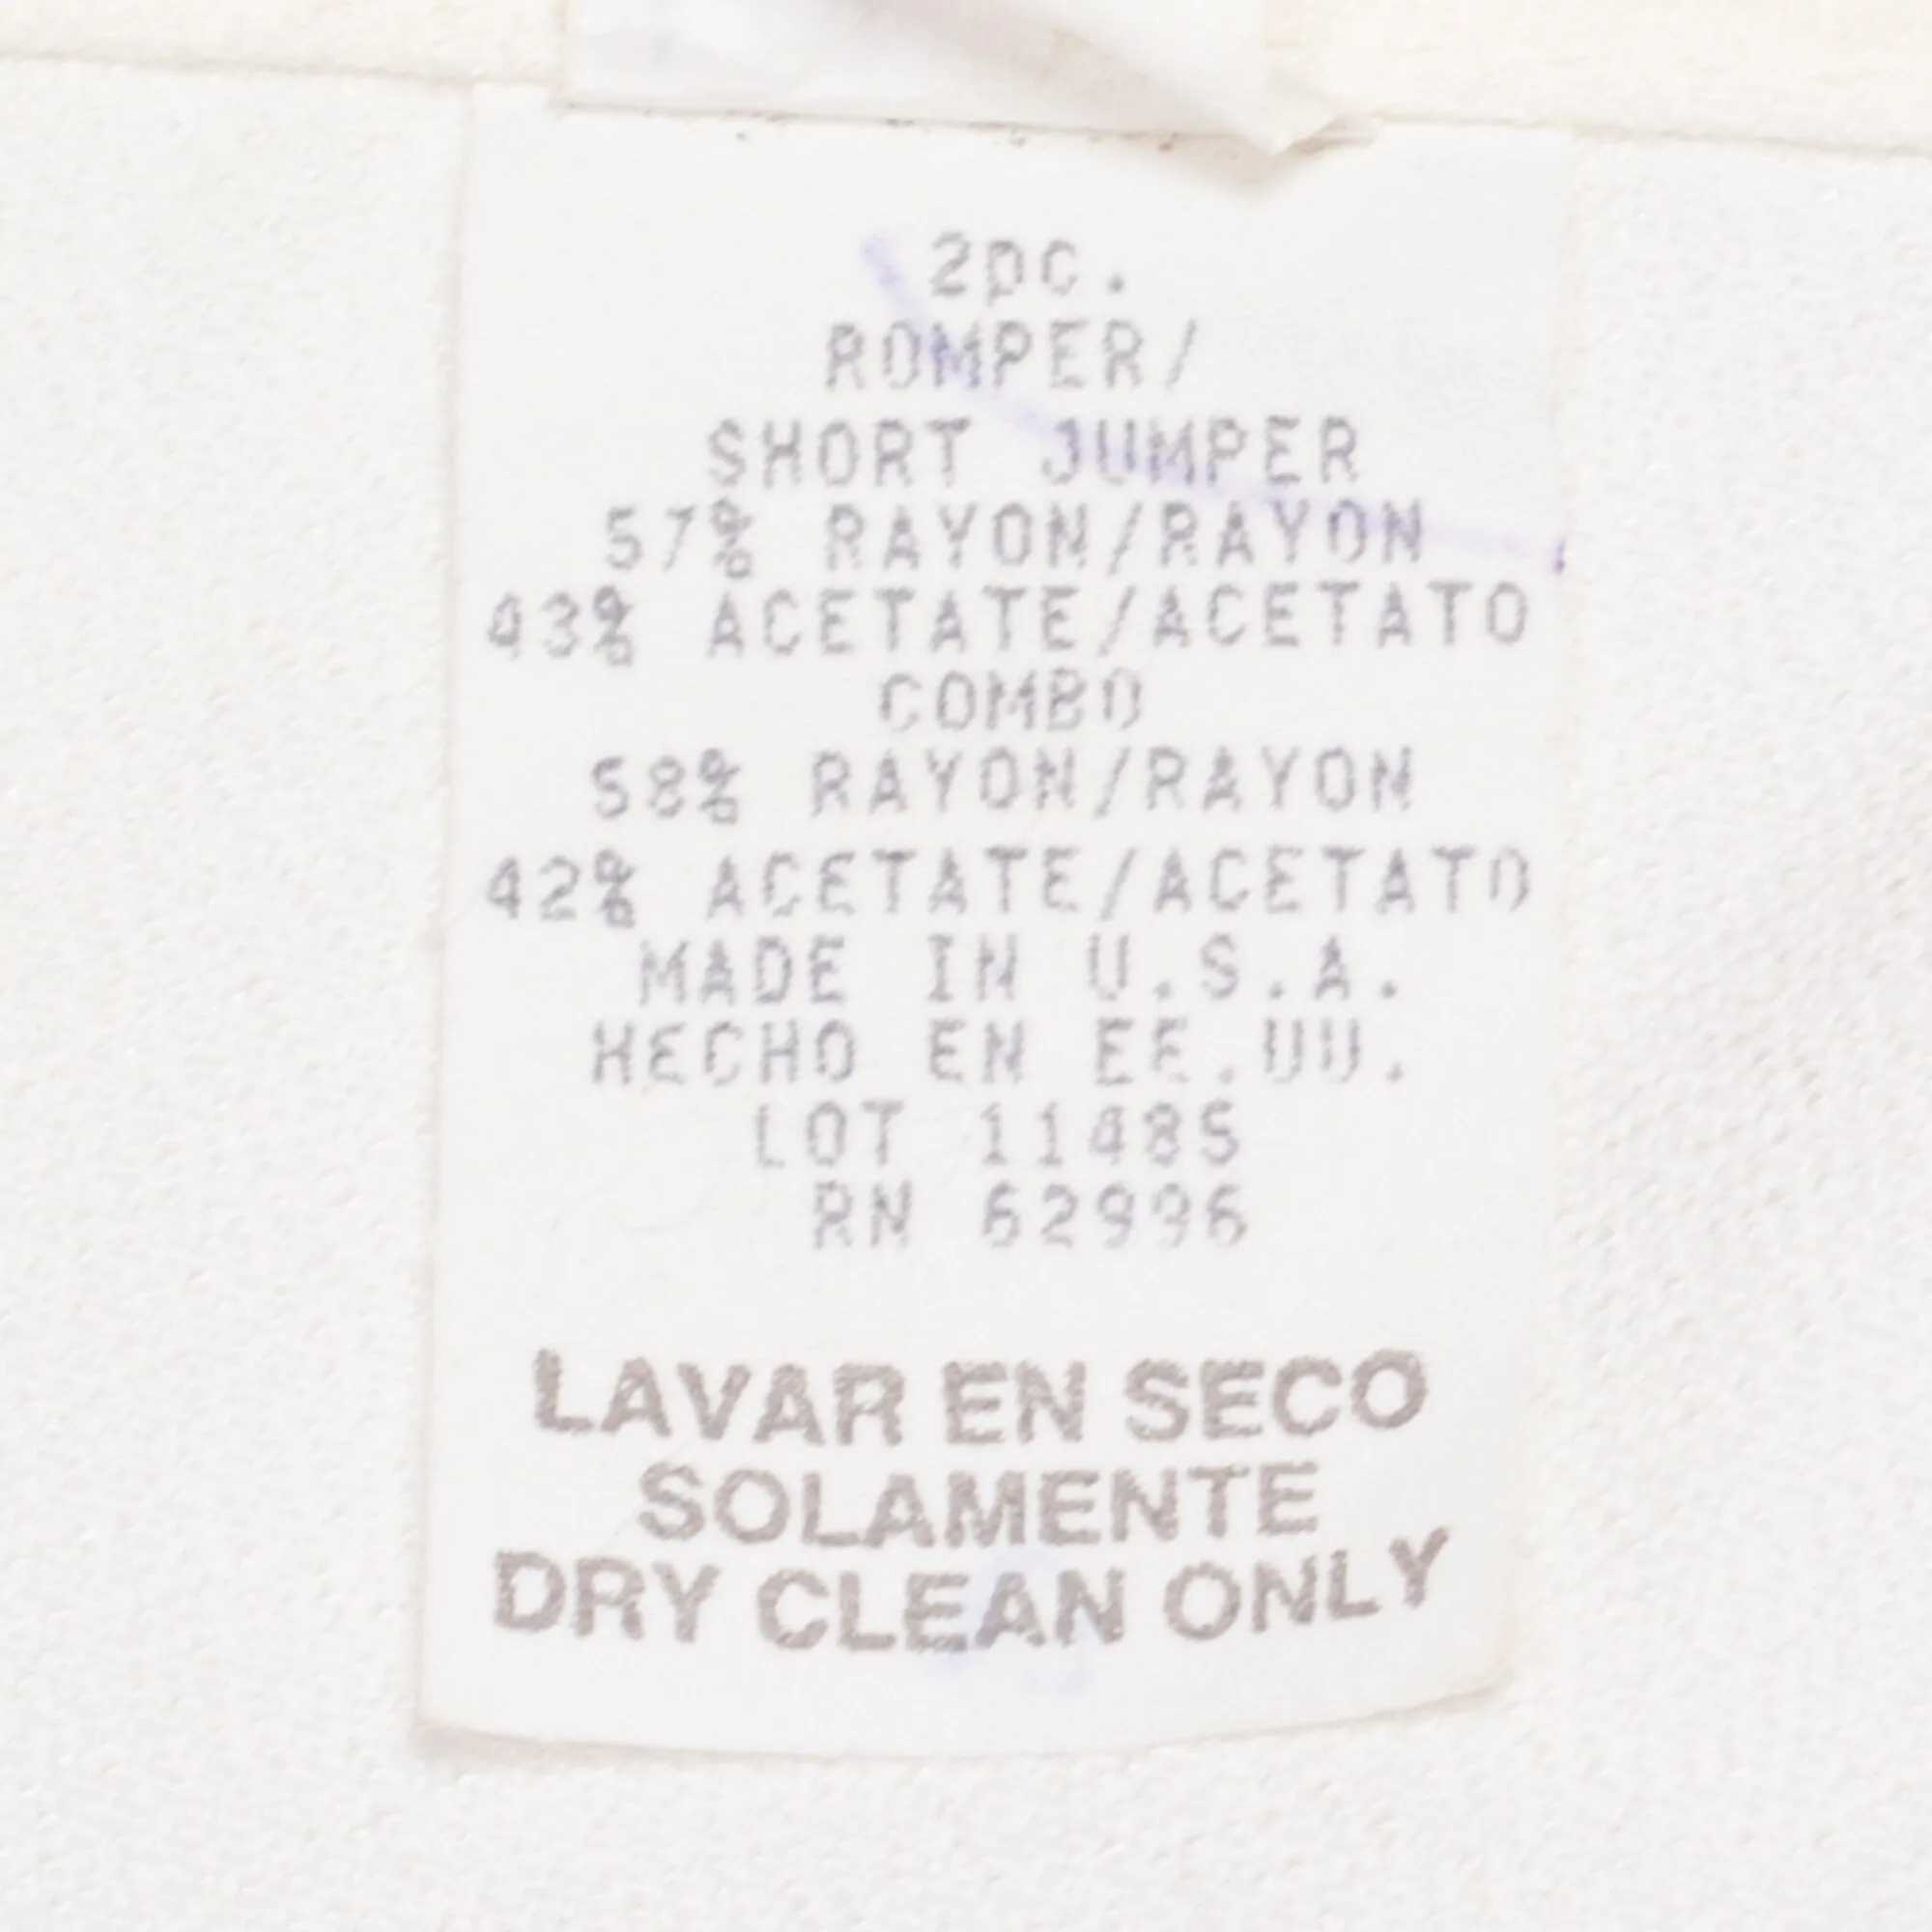 2pc.
ROMPER/
SHORT JUMPER
57% RAYON/RAYON
43% ACETATE/ACETATO
COMBO
58% RAYON/RAYON
42% ACETATE/ACETATO
MADE IN U.S.A.
HECHO EN EE.UU.
LOT 11485
RN 62996
LAVAR EN SECO
SOLAMENTE
DRY CLEAN ONLY